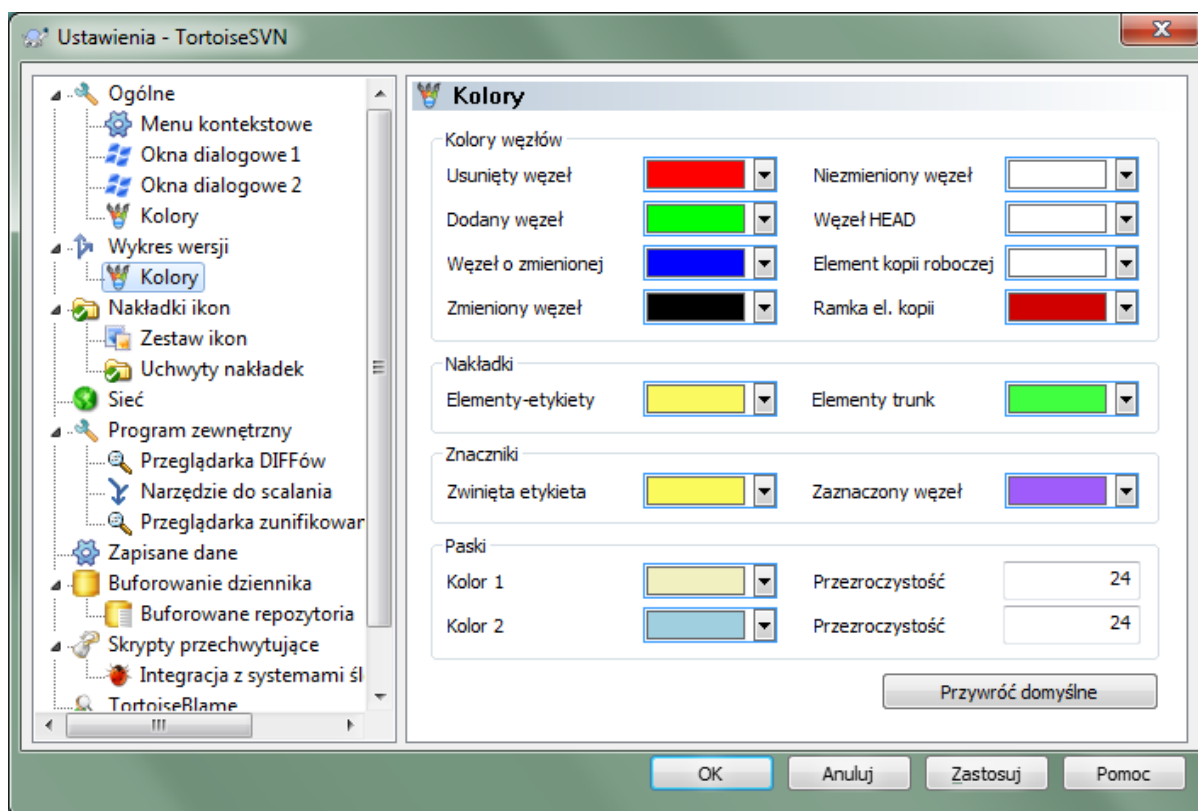 Ustawienia - TortoiseSVN
Ogólne
Menu kontekstowe
Okna dialogowe 1
Okna dialogowe 2
Kolory
Wykres wersji
Kolory
Nakładki ikon
Zestaw ikon
Uchwyty nakładek
Sieć
Program zewnętrzny
Przeglądarka DIFFów
Narzędzie do scalania
Przeglądarka zunifikowar
Zapisane dane
Buforowanie dziennika
Buforowane repozytoria
Skrypty przechwytujące
Integracja z systemami śl
TortoiseBlame
Kolory
Kolory węzłów
Usunięty węzeł
Niezmieniony węzeł
Dodany węzeł
Węzeł HEAD
Węzeł o zmienionej
Element kopii roboczej
Zmieniony węzeł
Ramka el. kopii
Nakładki
Elementy-etykiety
Elementy trunk
Znaczniki
Zwinięta etykieta
Zaznaczony węzeł
Paski
Kolor 1
Przezroczystość 24
Kolor 2
Przezroczystość 24
Przywróć domyślne
OK
Anuluj
Zastosuj
Pomoc